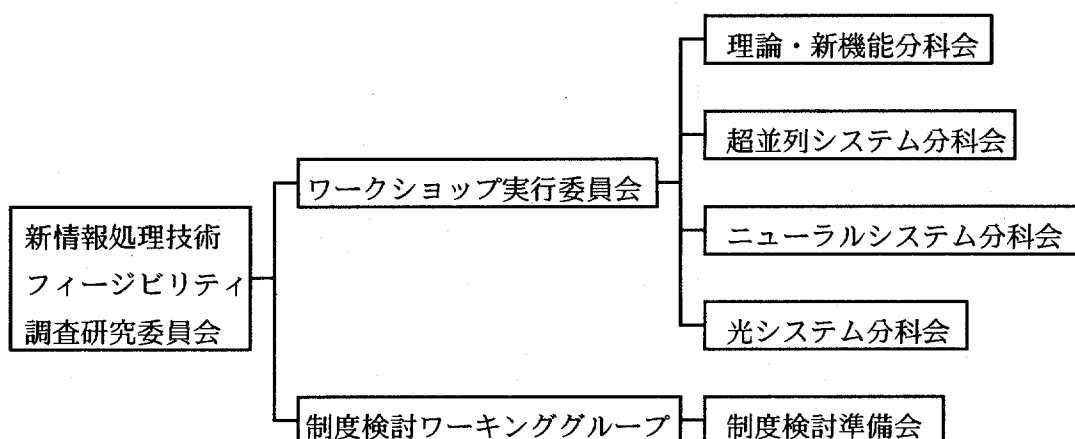 新情報処理技術
フィージビリティ
調査研究委員会
ワークショップ実行委員会
理論・新機能分科会
超並列システム分科会
ニューラルシステム分科会
光システム分科会
制度検討ワーキンググループ
制度検討準備会